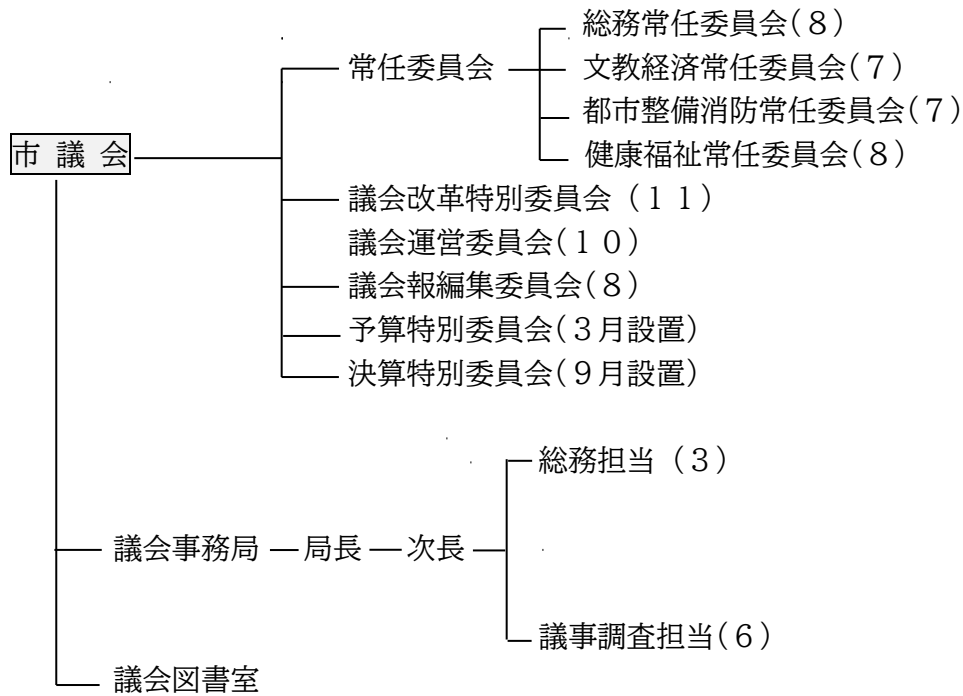 総務常任委員会(８)
常任委員会
文教経済常任委員会(７)
都市整備消防常任委員会(７)
市 議 会
健康福祉常任委員会(８)
議会改革特別委員会（１１）
議会運営委員会(１０)
議会報編集委員会(８)
予算特別委員会(３月設置)
決算特別委員会(９月設置)
総務担当（３）
議会事務局
局長
次長
議事調査担当(６)
議会図書室